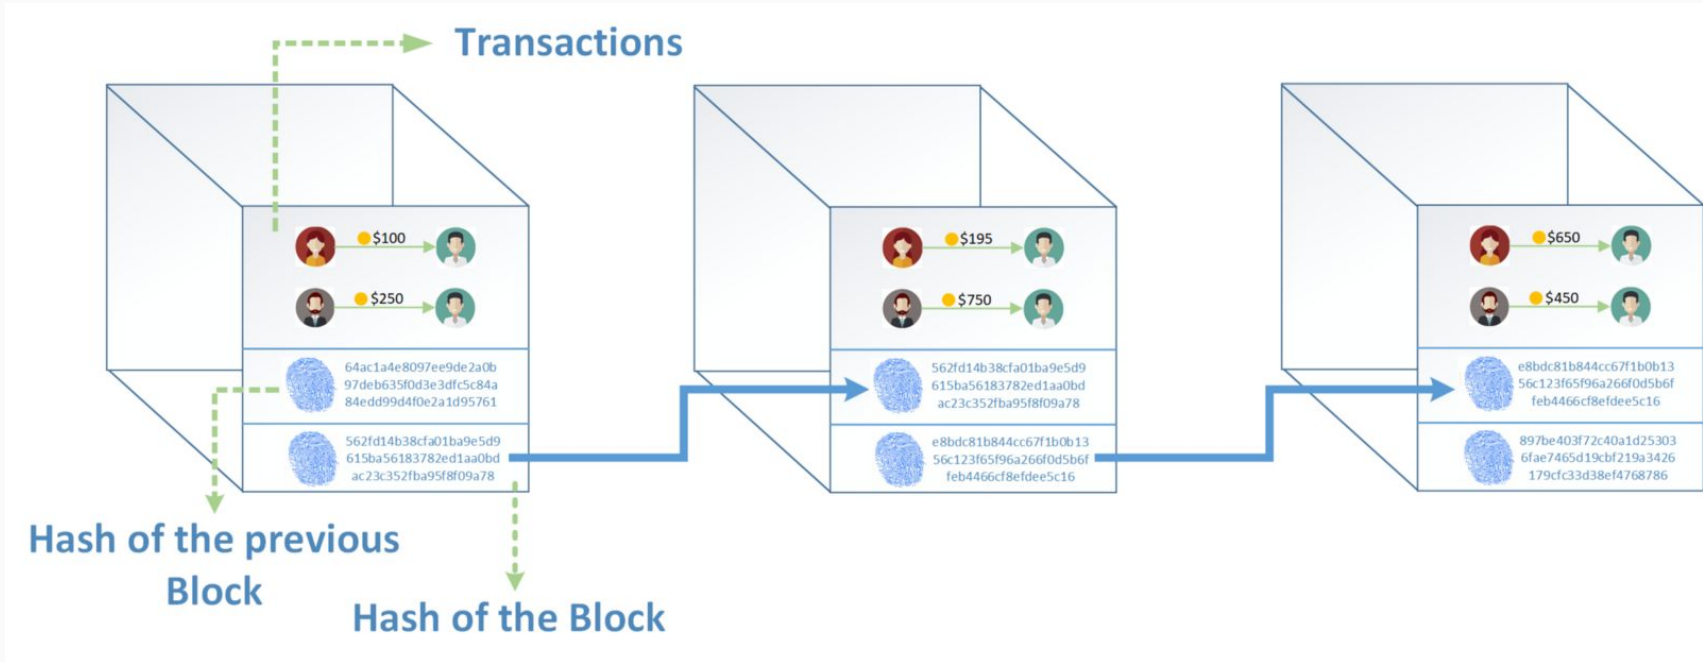 Transactions
$100
$250
64ac1a4e8097ee9de2a0b
97deb635f0d3e3dfc5c84a
84edd99d4f0e2a1d95761
562fd14b38cfa01ba9e5d9
615ba56183782ed1aa0bd
ac23c352fba95f8f09a78
Hash of the previous
Block
Hash of the Block
$195
$750
562fd14b38cfa01ba9e5d9
615ba56183782ed1aa0bd
ac23c352fba95f8f09a78
e8bdc81b844cc67f1b0b13
56c123f65f96a266f0d5b6f
feb4466cf8efdee5c16
$650
$450
e8bdc81b844cc67f1b0b13
56c123f65f96a266f0d5b6f
feb4466cf8efdee5c16
897be403f72c40a1d25303
6fae7465d19cbf219a3426
179cfc33d38ef4768786